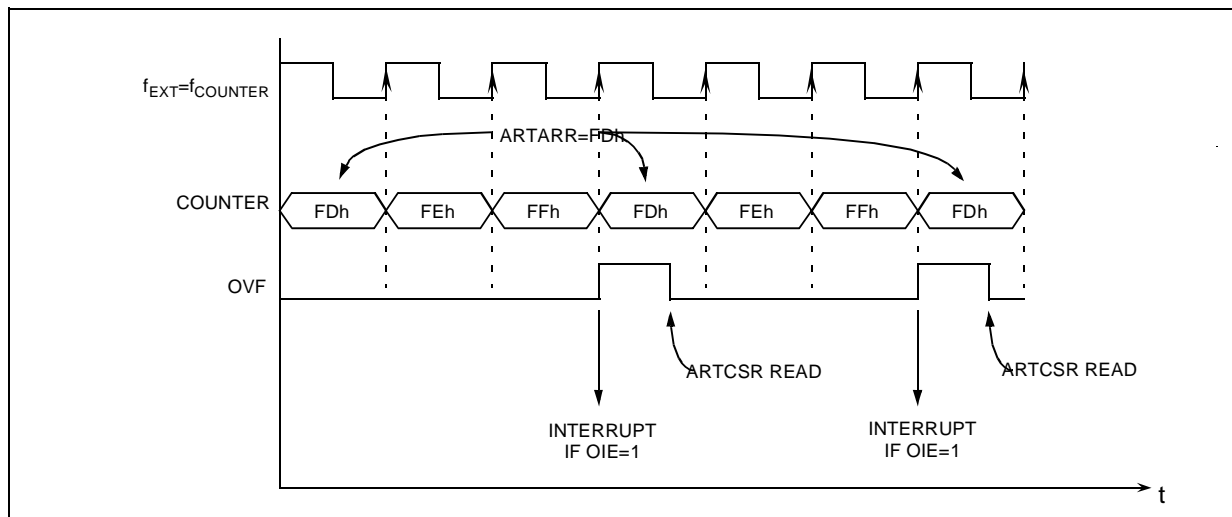 fEXT=fCOUNTER
ARTARR=FDh
COUNTER FDh FEh FFh FDh FEh FFh FDh
OVF
ARTCSR READ ARTCSR READ
INTERRUPT INTERRUPT
IF OIE=1 IF OIE=1
t